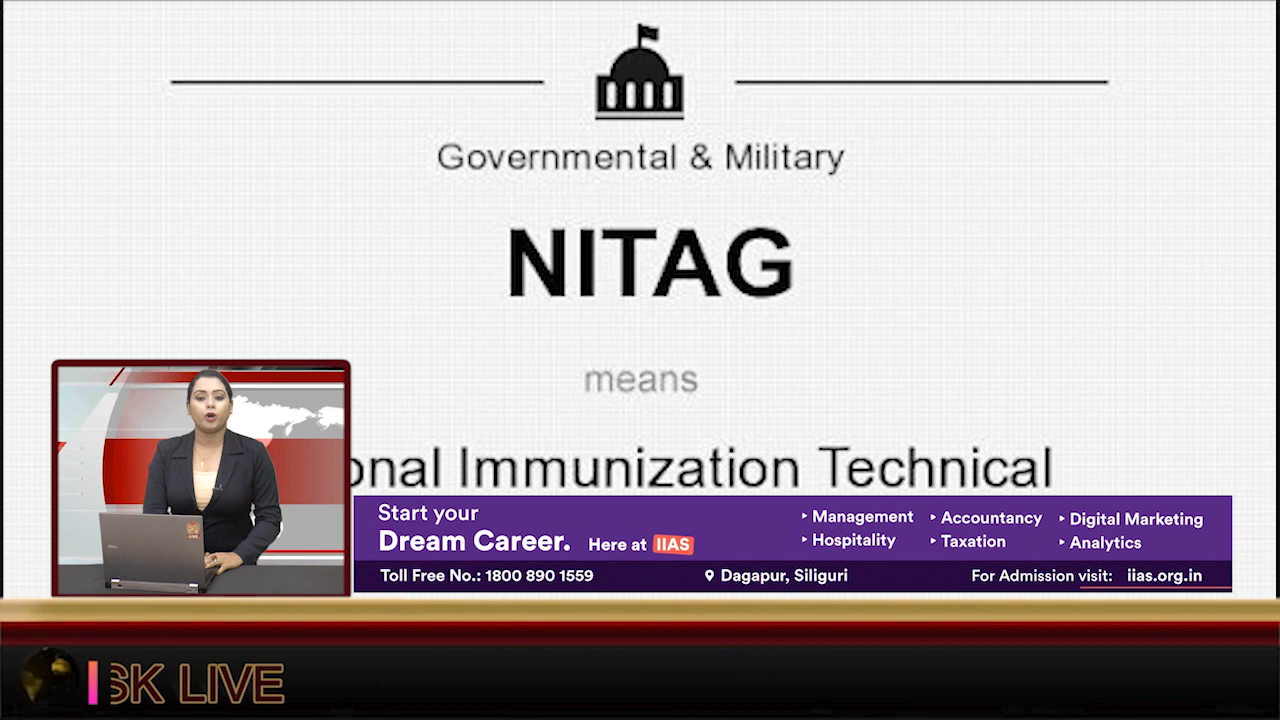 Governmental & Military
NITAG
means
onal Immunization Technical
Start your
Dream Career. Here at IIAS
‣ Management ‣ Accountancy ‣ Digital Marketing
‣ Hospitality ‣ Taxation ‣ Analytics
Toll Free No.: 1800 890 1559 Dagapur, Siliguri For Admission visit: iias.org.in
SK LIVE